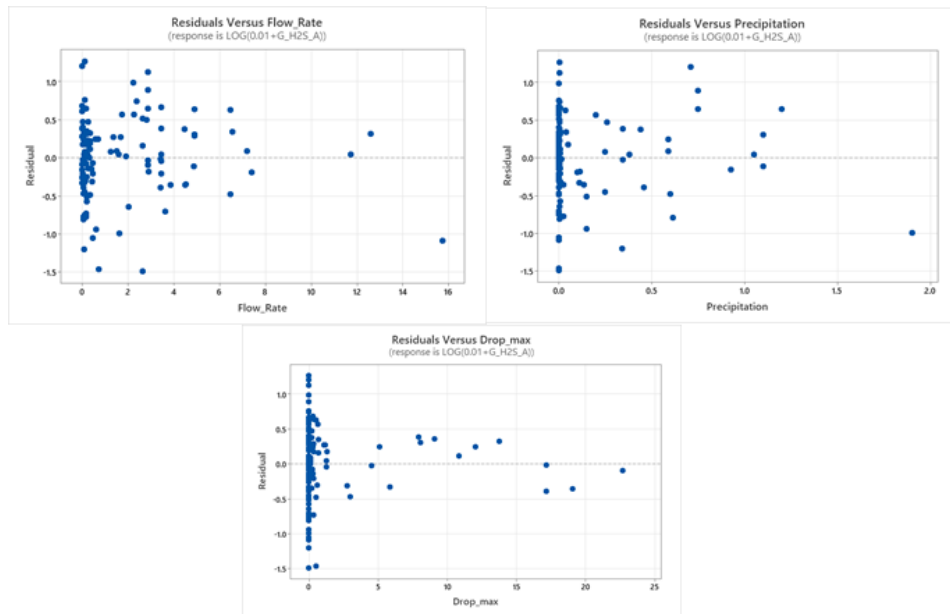 Residuals Versus Flow_Rate
(response is LOG(0.01+G_H2S_A))
1.0
0.5
0.0
-0.5
-1.0
-1.5
Residual
0 2 4 6 8 10 12 14 16
Flow_Rate
Residuals Versus Precipitation
(response is LOG(0.01+G_H2S_A))
1.0
0.5
0.0
-0.5
-1.0
-1.5
Residual
0.0 0.5 1.0 1.5 2.0
Precipitation
Residuals Versus Drop_max
(response is LOG(0.01+G_H2S_A))
1.0
0.5
0.0
-0.5
-1.0
-1.5
Residual
0 5 10 15 20 25
Drop_max